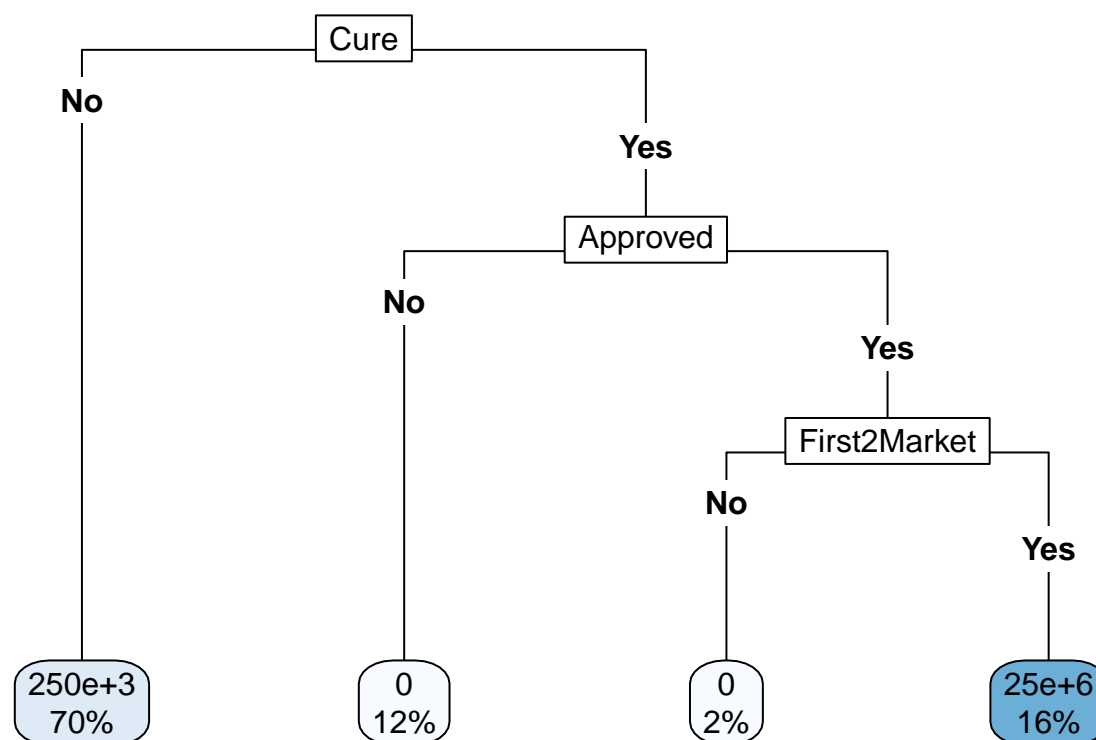 Cure
No
Yes
Approved
No
Yes
First2Market
No
Yes
250e+3
70%
0
12%
0
2%
25e+6
16%